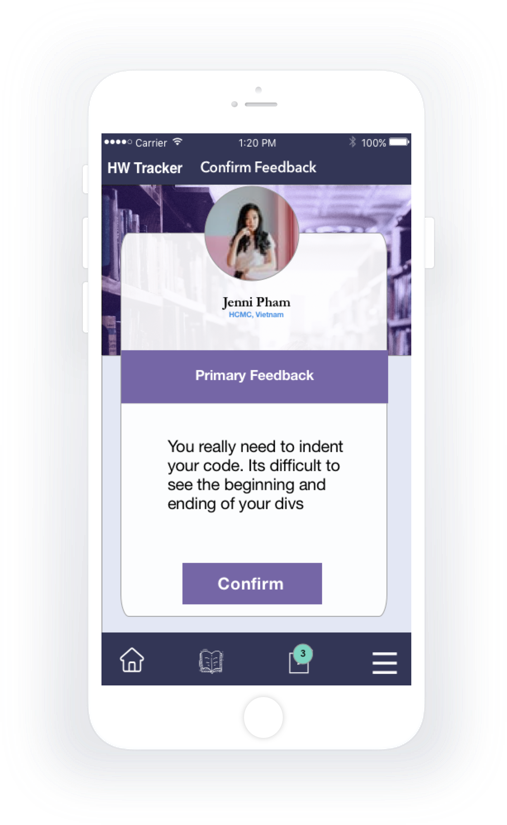 Carrier 1:20 PM 100%
HW Tracker Confirm Feedback
Jenni Pham
HCMC, Vietnam
Primary Feedback
You really need to indent
your code. Its difficult to
see the beginning and
ending of your divs
Confirm
3